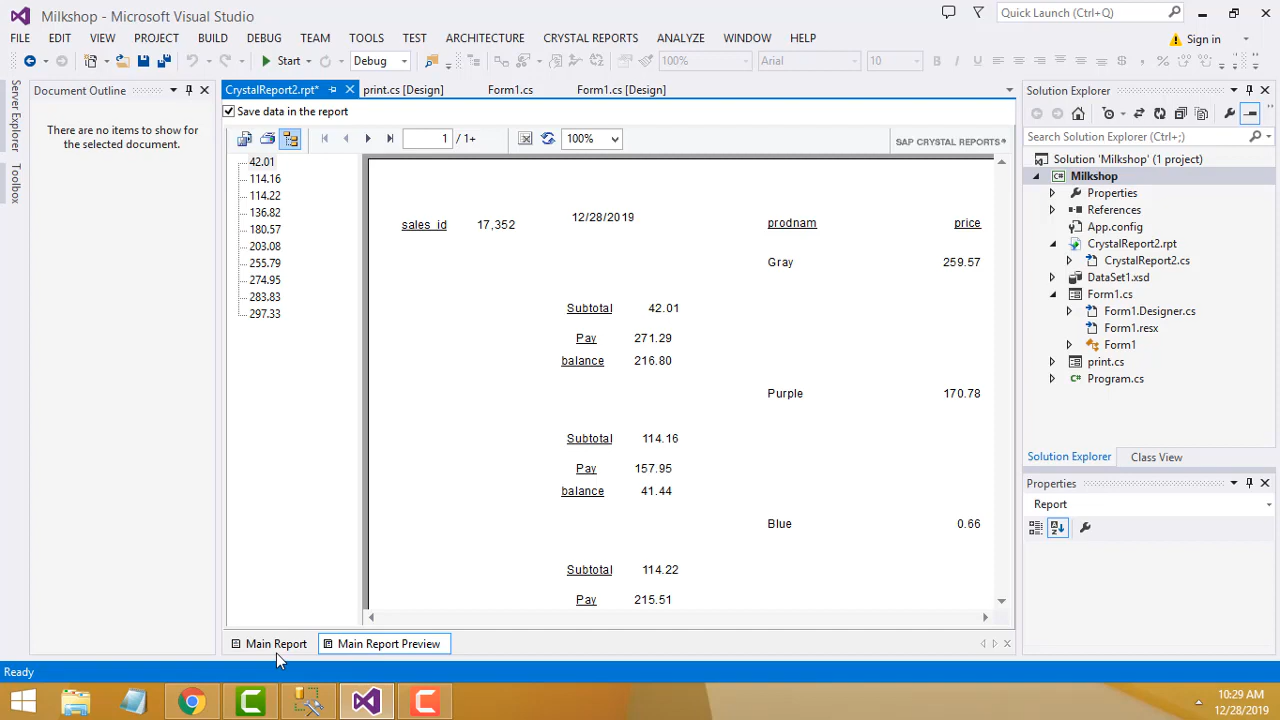 Milkshop - Microsoft Visual Studio
Quick Launch (Ctrl+Q)
FILE EDIT VIEW PROJECT BUILD DEBUG TEAM TOOLS TEST ARCHITECTURE CRYSTAL REPORTS ANALYZE WINDOW HELP
Sign in
Start Debug 100% Arial 10
Server Explorer
Toolbox
Document Outline
There are no items to show for
the selected document.
CrystalReport2.rpt* print.cs [Design] Form1.cs Form1.cs [Design]
Save data in the report
1 / 1+ 100%
SAP CRYSTAL REPORTS
42.01
114.16
114.22
136.82
180.57
203.08
255.79
274.95
283.83
297.33
sales_id 17,352 12/28/2019 prodnam price
Gray 259.57
Subtotal 42.01
Pay 271.29
balance 216.80
Purple 170.78
Subtotal 114.16
Pay 157.95
balance 41.44
Blue 0.66
Subtotal 114.22
Pay 215.51
Main Report Main Report Preview
Solution Explorer
Search Solution Explorer (Ctrl+;)
Solution 'Milkshop' (1 project)
C# Milkshop
Properties
References
App.config
CrystalReport2.rpt
CrystalReport2.cs
DataSet1.xsd
Form1.cs
Form1.Designer.cs
Form1.resx
Form1
print.cs
C# Program.cs
Solution Explorer Class View
Properties
Report
Ready
10:29 AM
12/28/2019